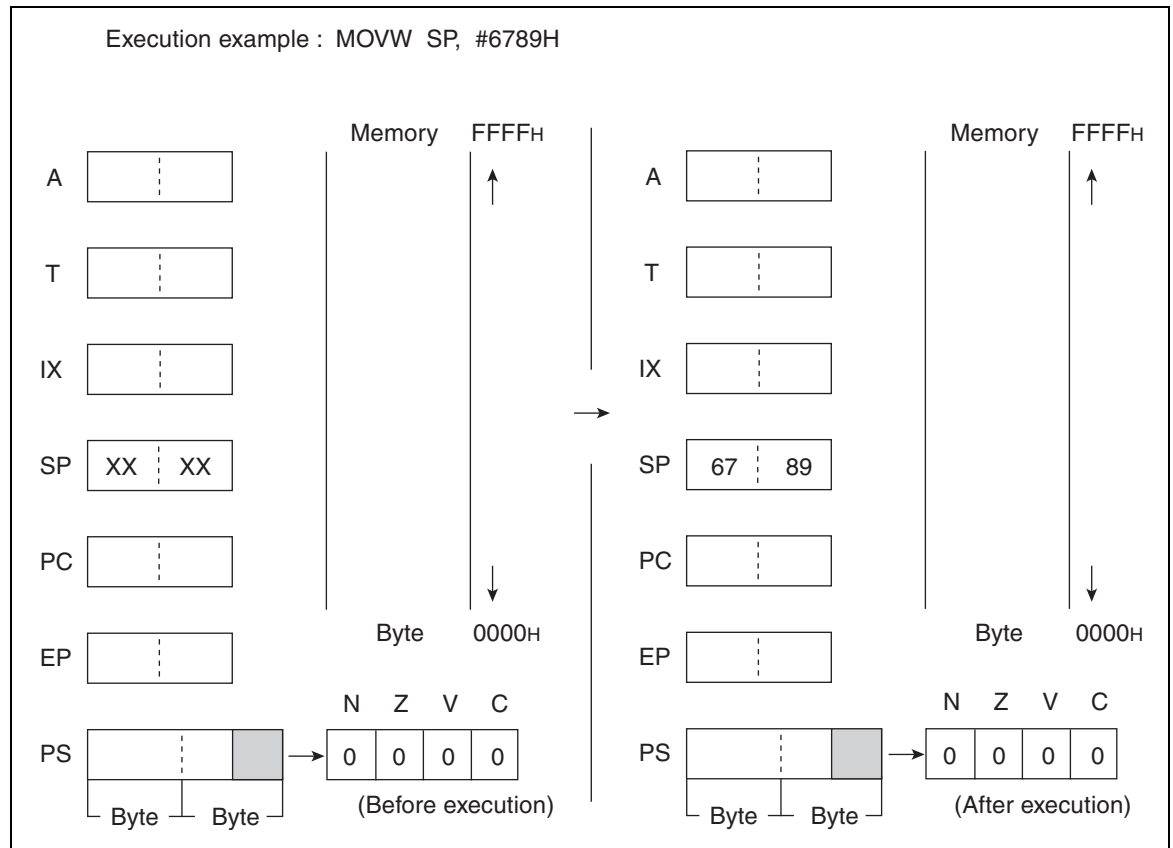 Execution example : MOVW SP, #6789H
Memory FFFFH
A
T
IX
SP XX XX
PC
Byte 0000H
EP
N Z V C
PS 0 0 0 0
Byte Byte (Before execution)
Memory FFFFH
A
T
IX
SP 67 89
PC
Byte 0000H
EP
N Z V C
PS 0 0 0 0
Byte Byte (After execution)